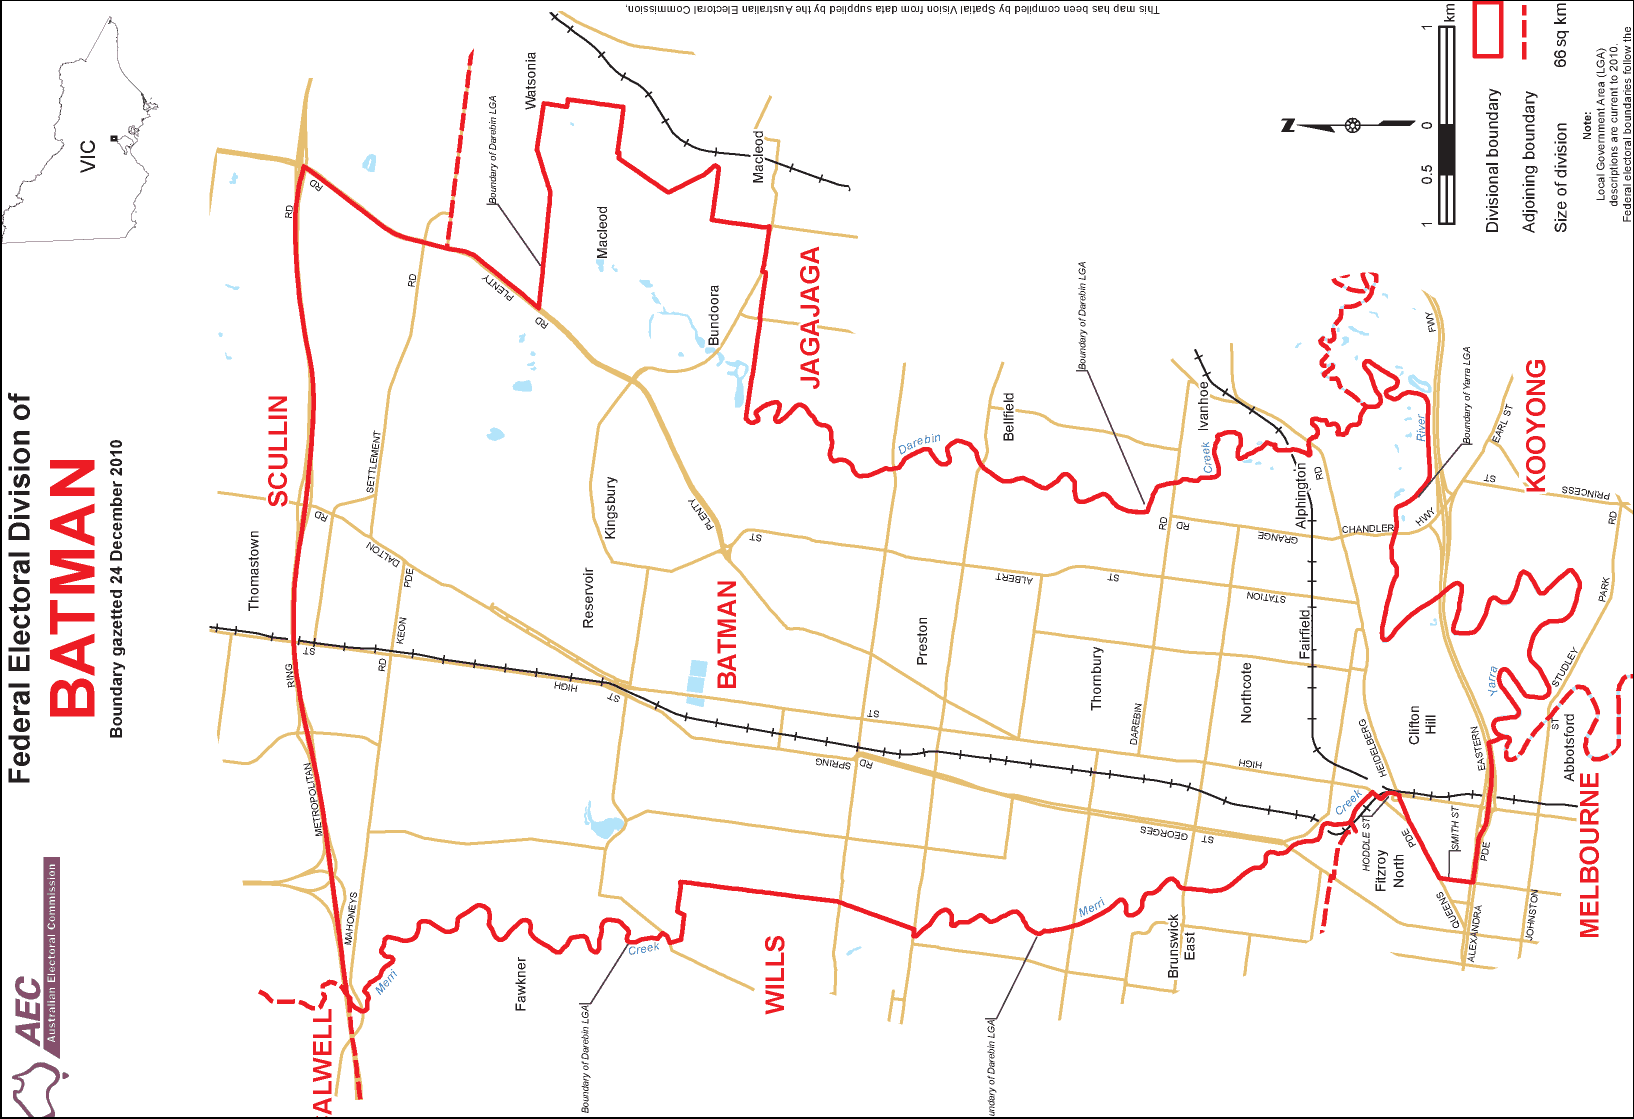 Federal Electoral Division of
BATMAN
Boundary gazetted 24 December 2010
AEC
Australian Electoral Commission
VIC
This map has been compiled by Spatial Vision from data supplied by the Australian Electoral Commission.
N
1
0.5
0
1
km
Divisional boundary
Adjoining boundary
Size of division
66 sq km
Note:
Local Government Area (LGA)
descriptions are current to 2010.
Federal electoral boundaries follow the
SCULLIN
ALWELL
JAGAJAGA
BATMAN
WILLS
KOOYONG
MELBOURNE
Thomastown
Watsonia
Macleod
Macleod
Bundoora
Kingsbury
Reservoir
Fawkner
Preston
Bellfield
Ivanhoe
Thornbury
Northcote
Alphington
Fairfield
Brunswick
East
Clifton
Hill
Fitzroy
North
Abbotsford
Boundary of Darebin LGA
Boundary of Darebin LGA
Boundary of Darebin LGA
undary of Darebin LGA
Boundary of Yarra LGA
METROPOLITAN
RING
RD
RD
MAHONEYS
RD
KEON
PDE
DALTON
RD
SETTLEMENT
RD
PLENTY
RD
PLENTY
HIGH
ST
ST
ST
ALBERT
ST
ST
SPRING
RD
GEORGES
ST
HIGH
DAREBIN
RD
STATION
GRANGE
RD
CHANDLER
HWY
HEIDELBERG
RD
HODDLE ST
QUEENS
PDE
SMITH ST
ALEXANDRA
PDE
EASTERN
FWY
JOHNSTON
ST
STUDLEY
PARK
RD
PRINCESS
ST
EARL ST
Merri
Creek
Merri
Creek
Darebin
Creek
Yarra
River